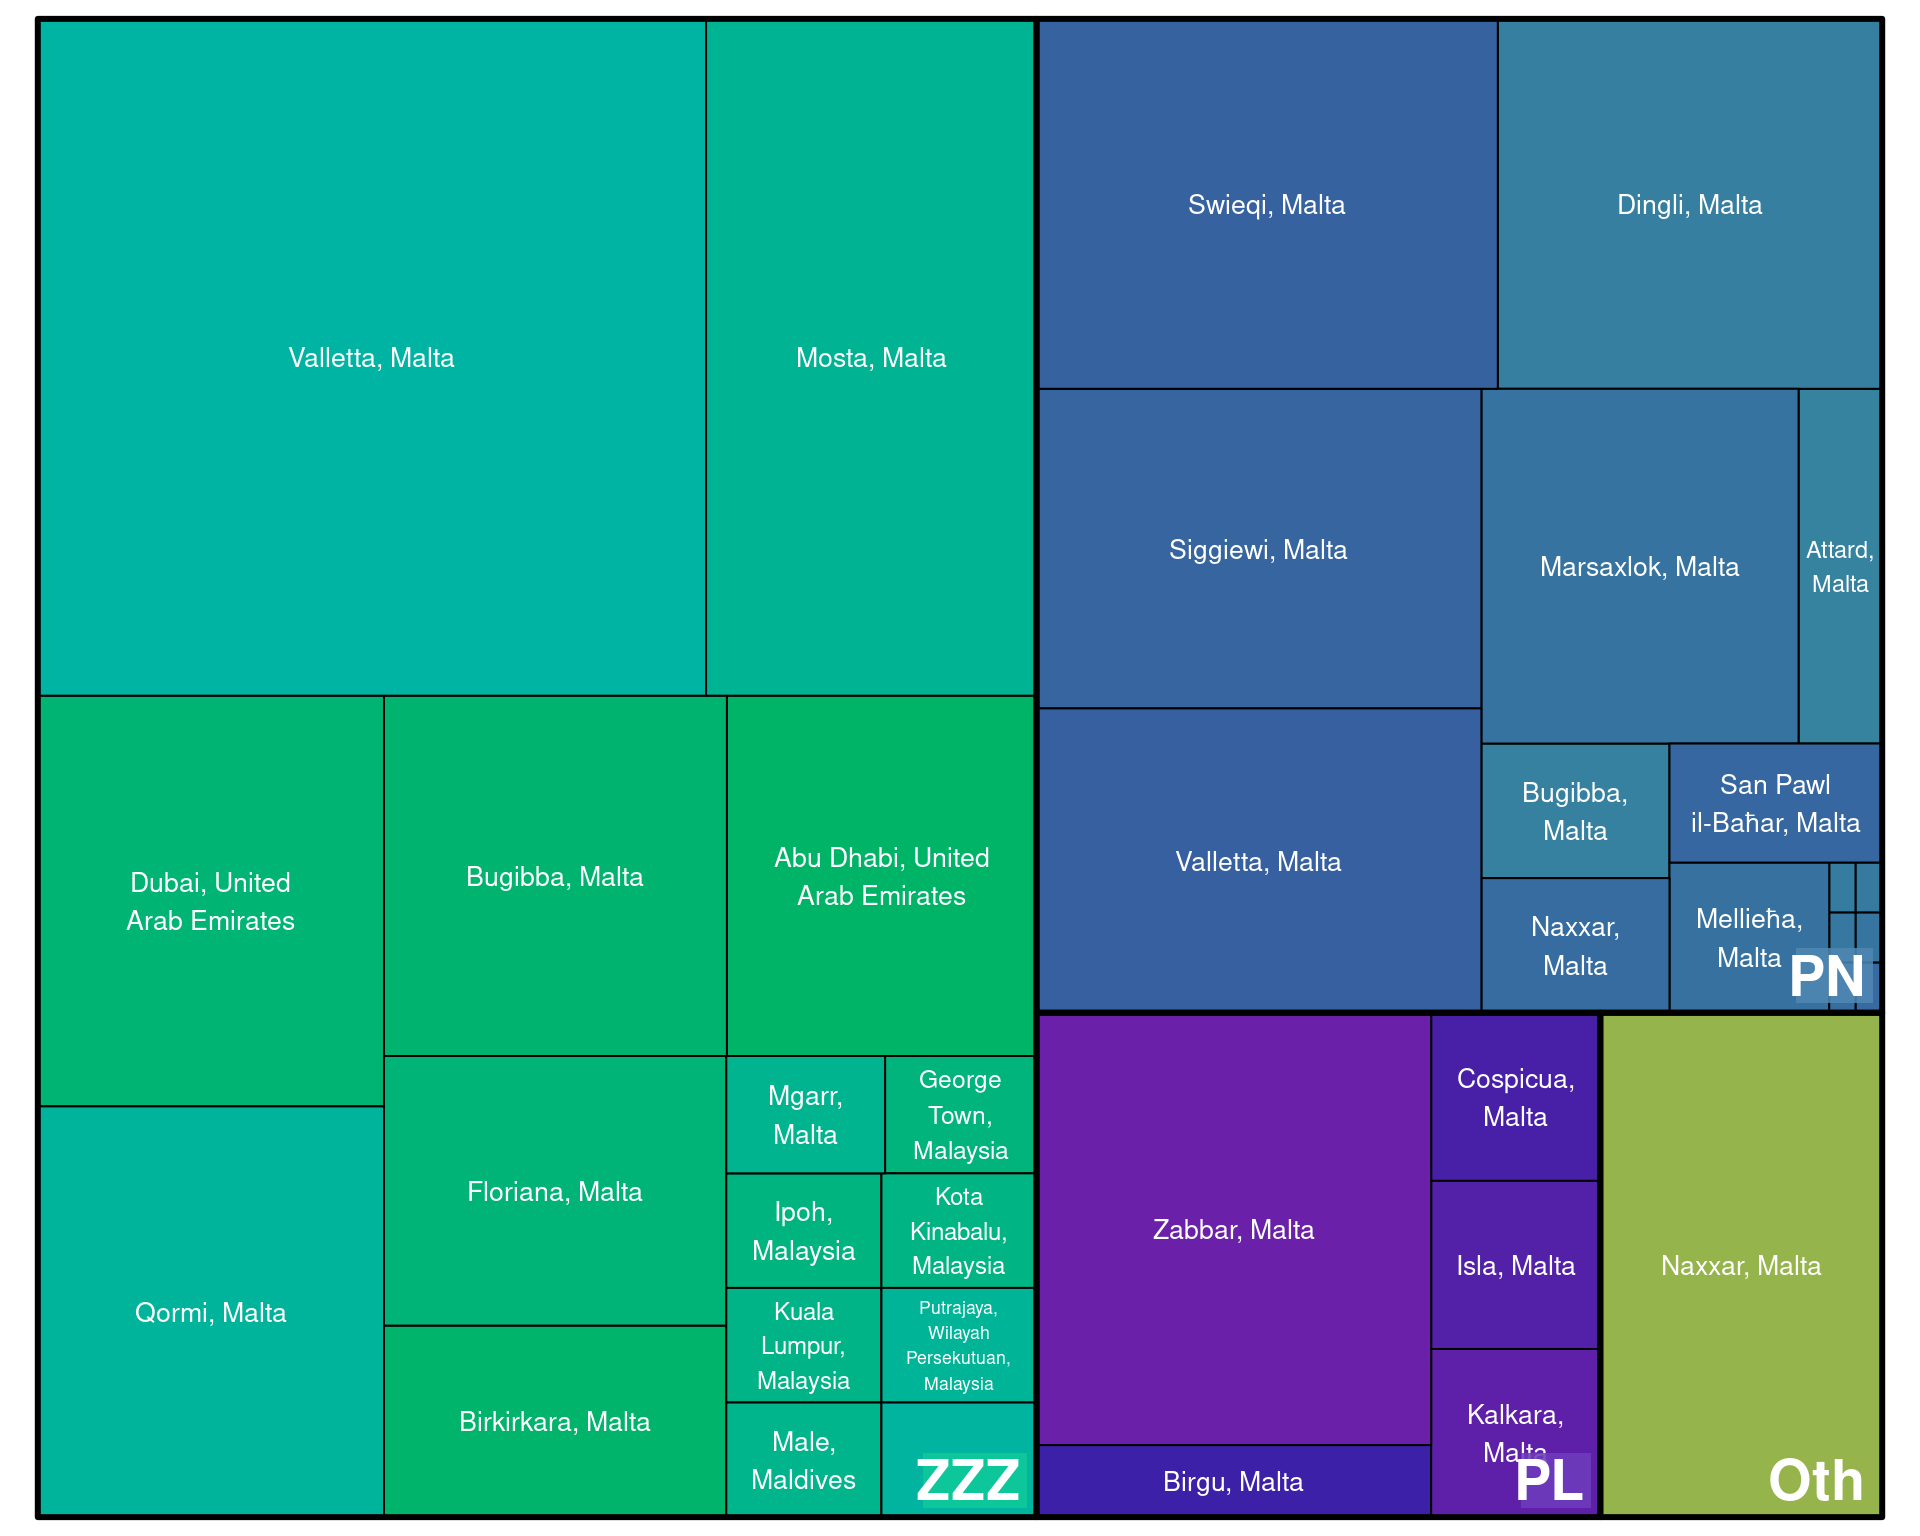 Valletta, Malta
Mosta, Malta
Dubai, United
Arab Emirates
Bugibba, Malta
Abu Dhabi, United
Arab Emirates
Qormi, Malta
Floriana, Malta
Birkirkara, Malta
Mgarr,
Malta
George
Town,
Malaysia
Ipoh,
Malaysia
Kota
Kinabalu,
Malaysia
Kuala
Lumpur,
Malaysia
Putrajaya,
Wilayah
Persekutuan,
Malaysia
Male,
Maldives
ZZZ
Swieqi, Malta
Dingli, Malta
Siggiewi, Malta
Marsaxlok, Malta
Attard,
Malta
Valletta, Malta
Bugibba,
Malta
San Pawl
il-Baħar, Malta
Naxxar,
Malta
Mellieħa,
Malta
PN
Zabbar, Malta
Birgu, Malta
Cospicua,
Malta
Isla, Malta
Kalkara,
Malta
PL
Naxxar, Malta
Oth